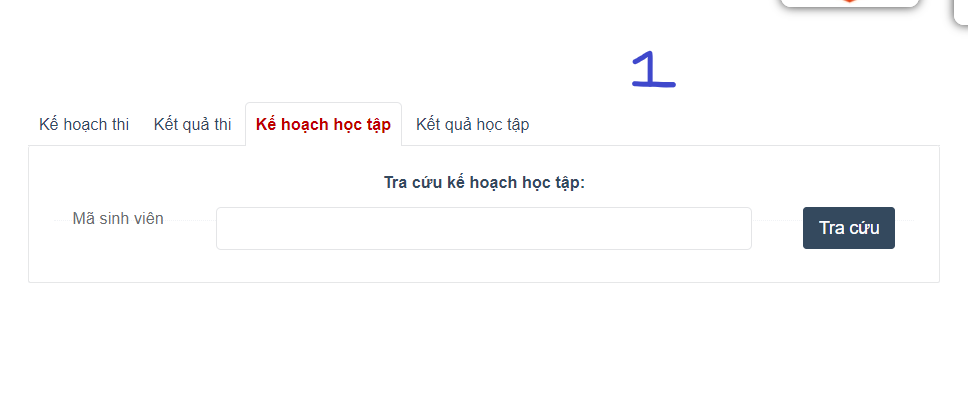 1
Kế hoạch thi Kết quả thi Kế hoạch học tập Kết quả học tập
Tra cứu kế hoạch học tập:
Mã sinh viên Tra cứu